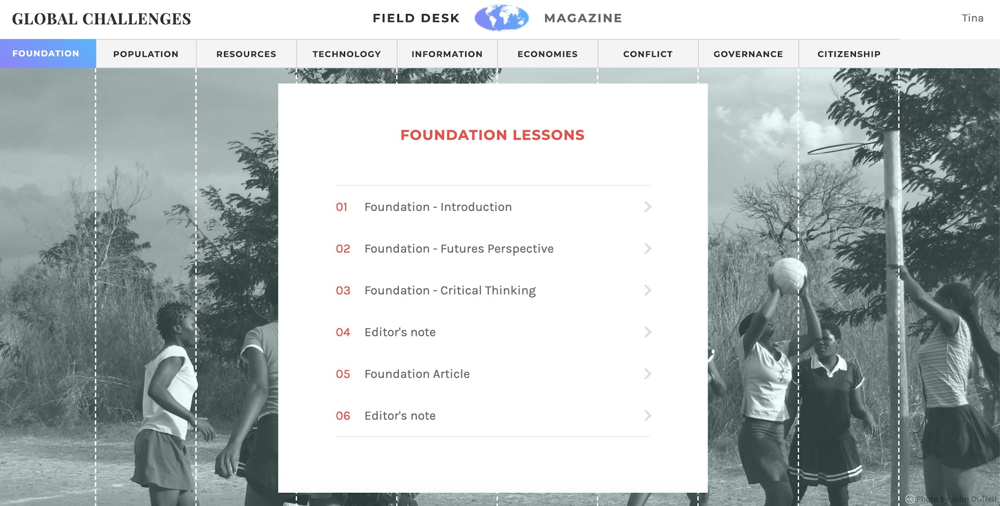 GLOBAL CHALLENGES
FIELD DESK
MAGAZINE
Tina
FOUNDATION
POPULATION
RESOURCES
TECHNOLOGY
INFORMATION
ECONOMIES
CONFLICT
GOVERNANCE
CITIZENSHIP
FOUNDATION LESSONS
01 Foundation - Introduction
02 Foundation - Futures Perspective
03 Foundation - Critical Thinking
04 Editor's note
05 Foundation Article
06 Editor's note
cc Photo by John Duffell